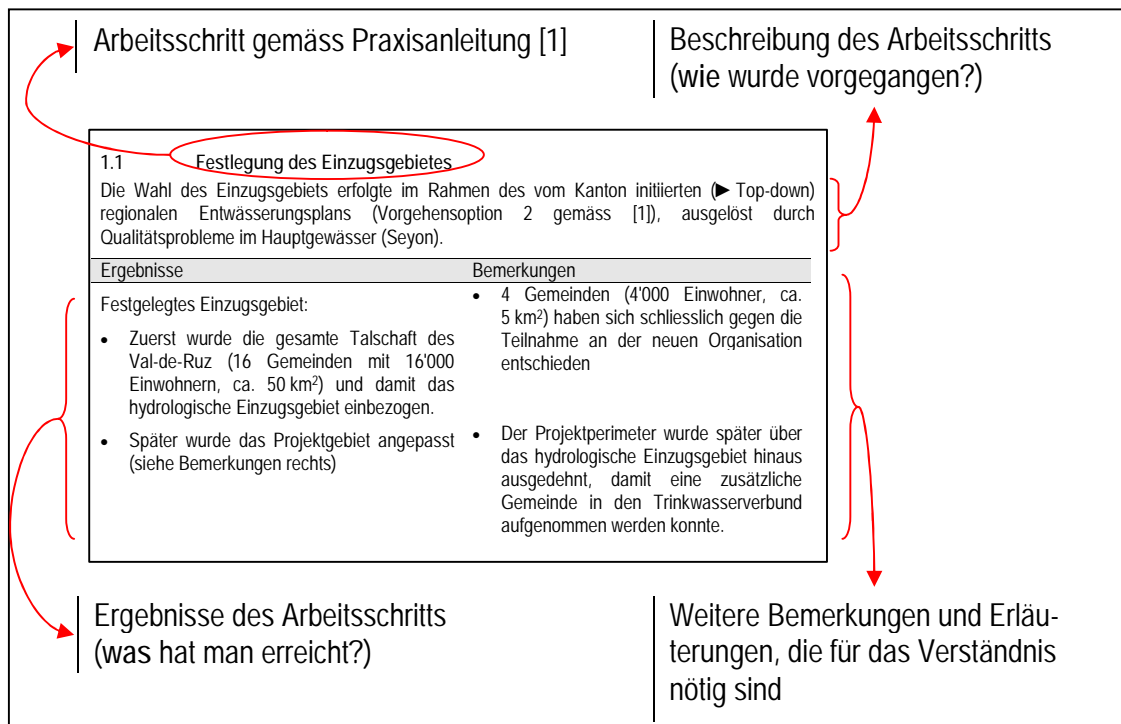 Arbeitsschritt gemäss Praxisanleitung [1]
Beschreibung des Arbeitsschritts
(wie wurde vorgegangen?)
1.1 Festlegung des Einzugsgebietes
Die Wahl des Einzugsgebiets erfolgte im Rahmen des vom Kanton initiierten (► Top-down)
regionalen Entwässerungsplans (Vorgehensoption 2 gemäss [1]), ausgelöst durch
Qualitätsprobleme im Hauptgewässer (Seyon).
Ergebnisse
Festgelegtes Einzugsgebiet:
• Zuerst wurde die gesamte Talschaft des
Val-de-Ruz (16 Gemeinden mit 16'000
Einwohnern, ca. 50 km²) und damit das
hydrologische Einzugsgebiet einbezogen.
• Später wurde das Projektgebiet angepasst
(siehe Bemerkungen rechts)
Bemerkungen
• 4 Gemeinden (4'000 Einwohner, ca.
5 km²) haben sich schliesslich gegen die
Teilnahme an der neuen Organisation
entschieden
• Der Projektperimeter wurde später über
das hydrologische Einzugsgebiet hinaus
ausgedehnt, damit eine zusätzliche
Gemeinde in den Trinkwasserverbund
aufgenommen werden konnte.
Ergebnisse des Arbeitsschritts
(was hat man erreicht?)
Weitere Bemerkungen und Erläu-
terungen, die für das Verständnis
nötig sind